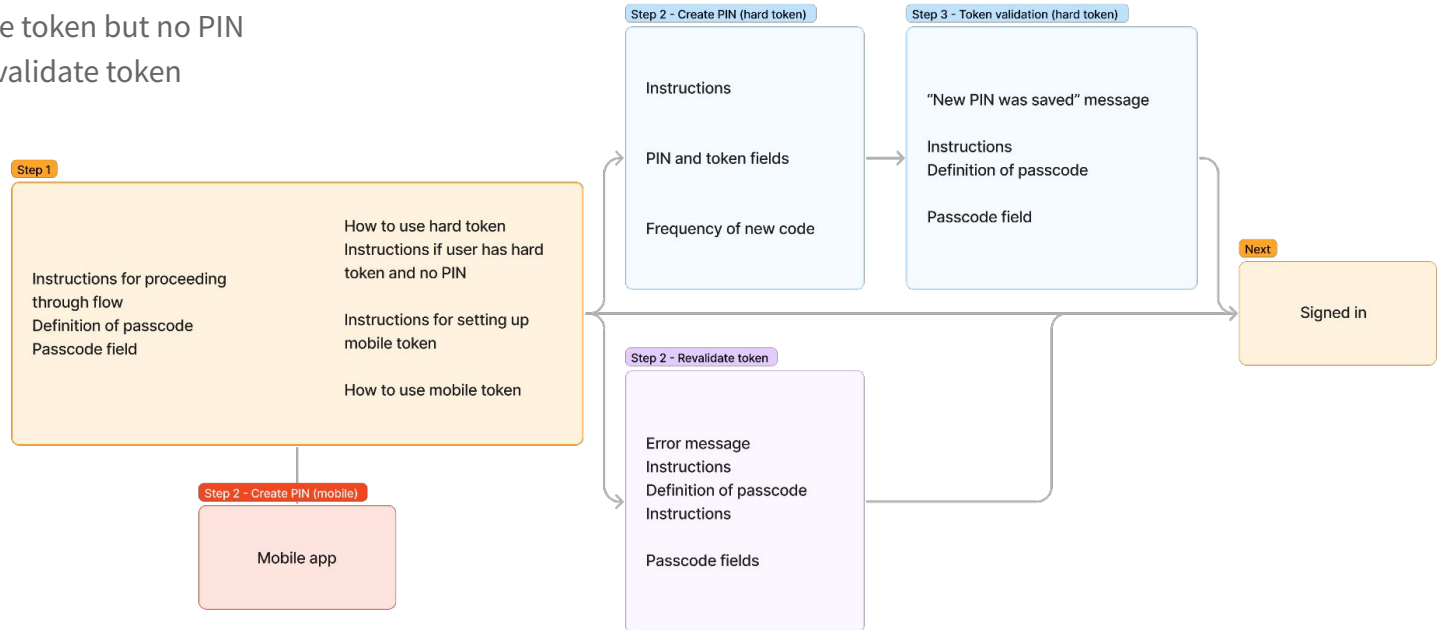 e token but no PIN
validate token
Step 1
Instructions for proceeding
through flow
Definition of passcode
Passcode field
How to use hard token
Instructions if user has hard
token and no PIN
Instructions for setting up
mobile token
How to use mobile token
Step 2 - Create PIN (mobile)
Mobile app
Step 2 - Create PIN (hard token)
Instructions
PIN and token fields
Frequency of new code
Step 3 - Token validation (hard token)
“New PIN was saved” message
Instructions
Definition of passcode
Passcode field
Step 2 - Revalidate token
Error message
Instructions
Definition of passcode
Instructions
Passcode fields
Next
Signed in